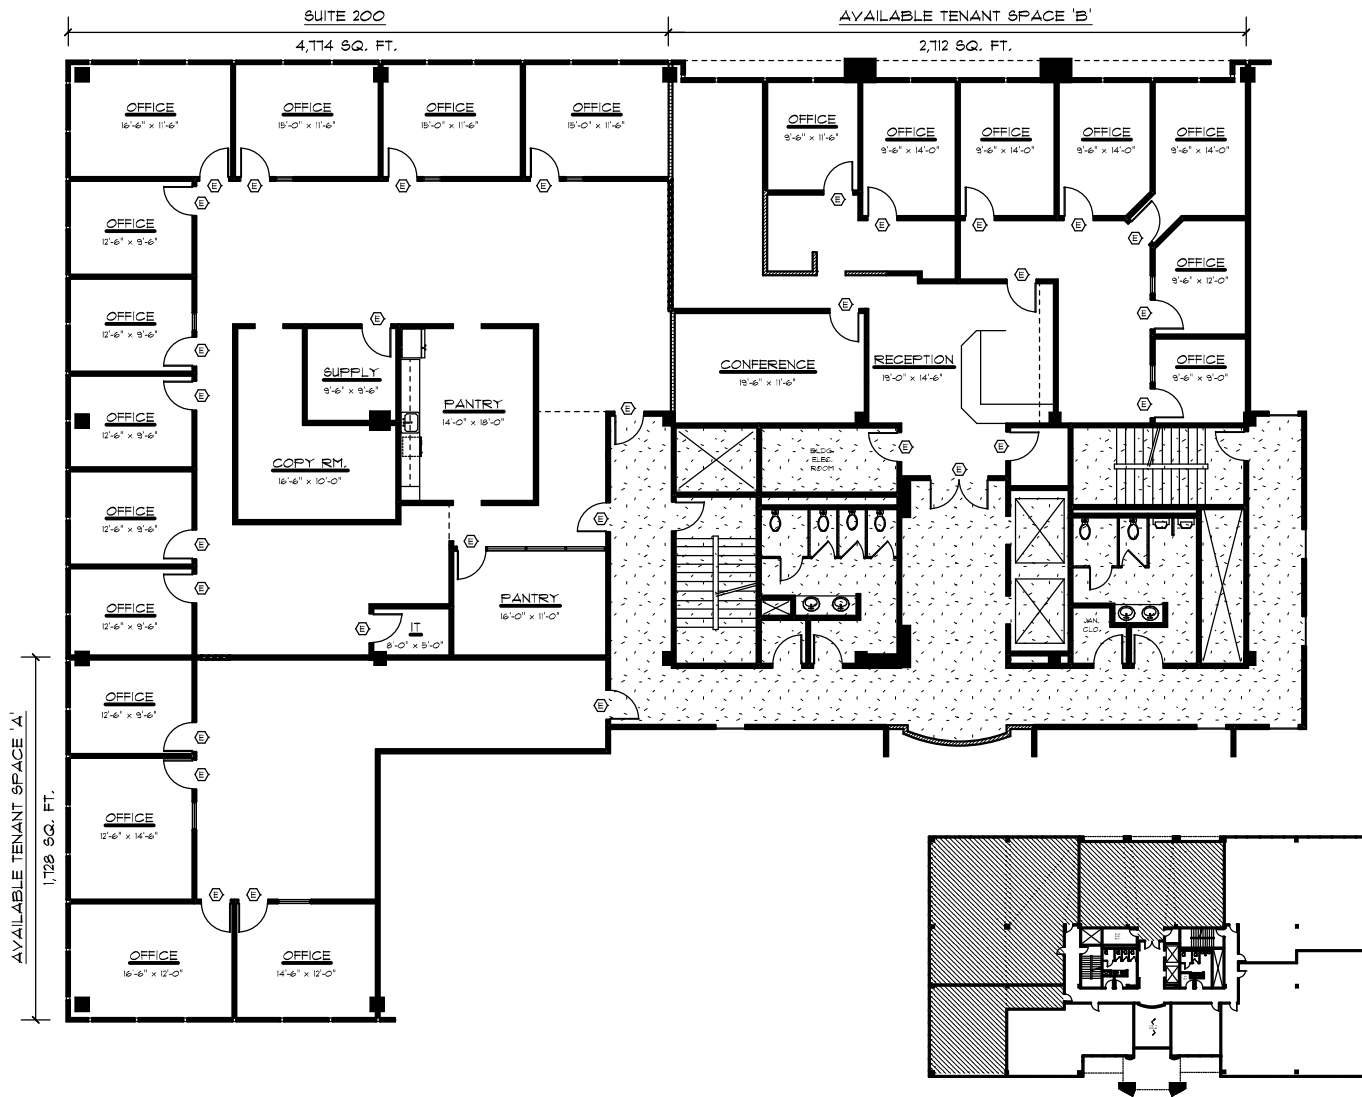 SUITE 200
AVAILABLE TENANT SPACE 'B'
4,774 SQ. FT.
2,712 SQ. FT.
OFFICE
16'-6" x 11'-6"
OFFICE
15'-0" x 11'-6"
OFFICE
15'-0" x 11'-6"
OFFICE
15'-0" x 11'-6"
OFFICE
9'-6" x 11'-6"
OFFICE
9'-6" x 14'-0"
OFFICE
9'-6" x 14'-0"
OFFICE
9'-6" x 14'-0"
OFFICE
9'-6" x 14'-0"
E
E
E
E
E
E
E
E
E
E
OFFICE
12'-6" x 9'-6"
OFFICE
9'-6" x 12'-0"
E
E
E
E
OFFICE
12'-6" x 9'-6"
E
OFFICE
9'-6" x 9'-0"
E
SUPPLY
9'-6" x 9'-6"
CONFERENCE
19'-6" x 11'-6"
RECEPTION
19'-0" x 14'-6"
E
OFFICE
12'-6" x 9'-6"
PANTRY
14'-0" x 18'-0"
E
E
E
E
BLDG.
ELEC.
ROOM
COPY RM.
16'-6" x 10'-0"
E
OFFICE
12'-6" x 9'-6"
E
E
E
OFFICE
12'-6" x 9'-6"
E
PANTRY
16'-0" x 11'-0"
E
IT
8'-0" x 5'-0"
JAN.
CLO.
OFFICE
12'-6" x 9'-6"
E
E
E
OFFICE
12'-6" x 14'-6"
AVAILABLE TENANT SPACE 'A'
1,728 SQ. FT.
E
E
OFFICE
16'-6" x 12'-0"
OFFICE
14'-6" x 12'-0"